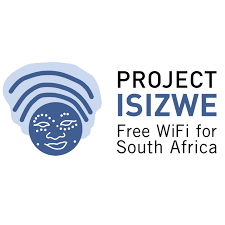 PROJECT
ISIZWE
Free WiFi for
South Africa